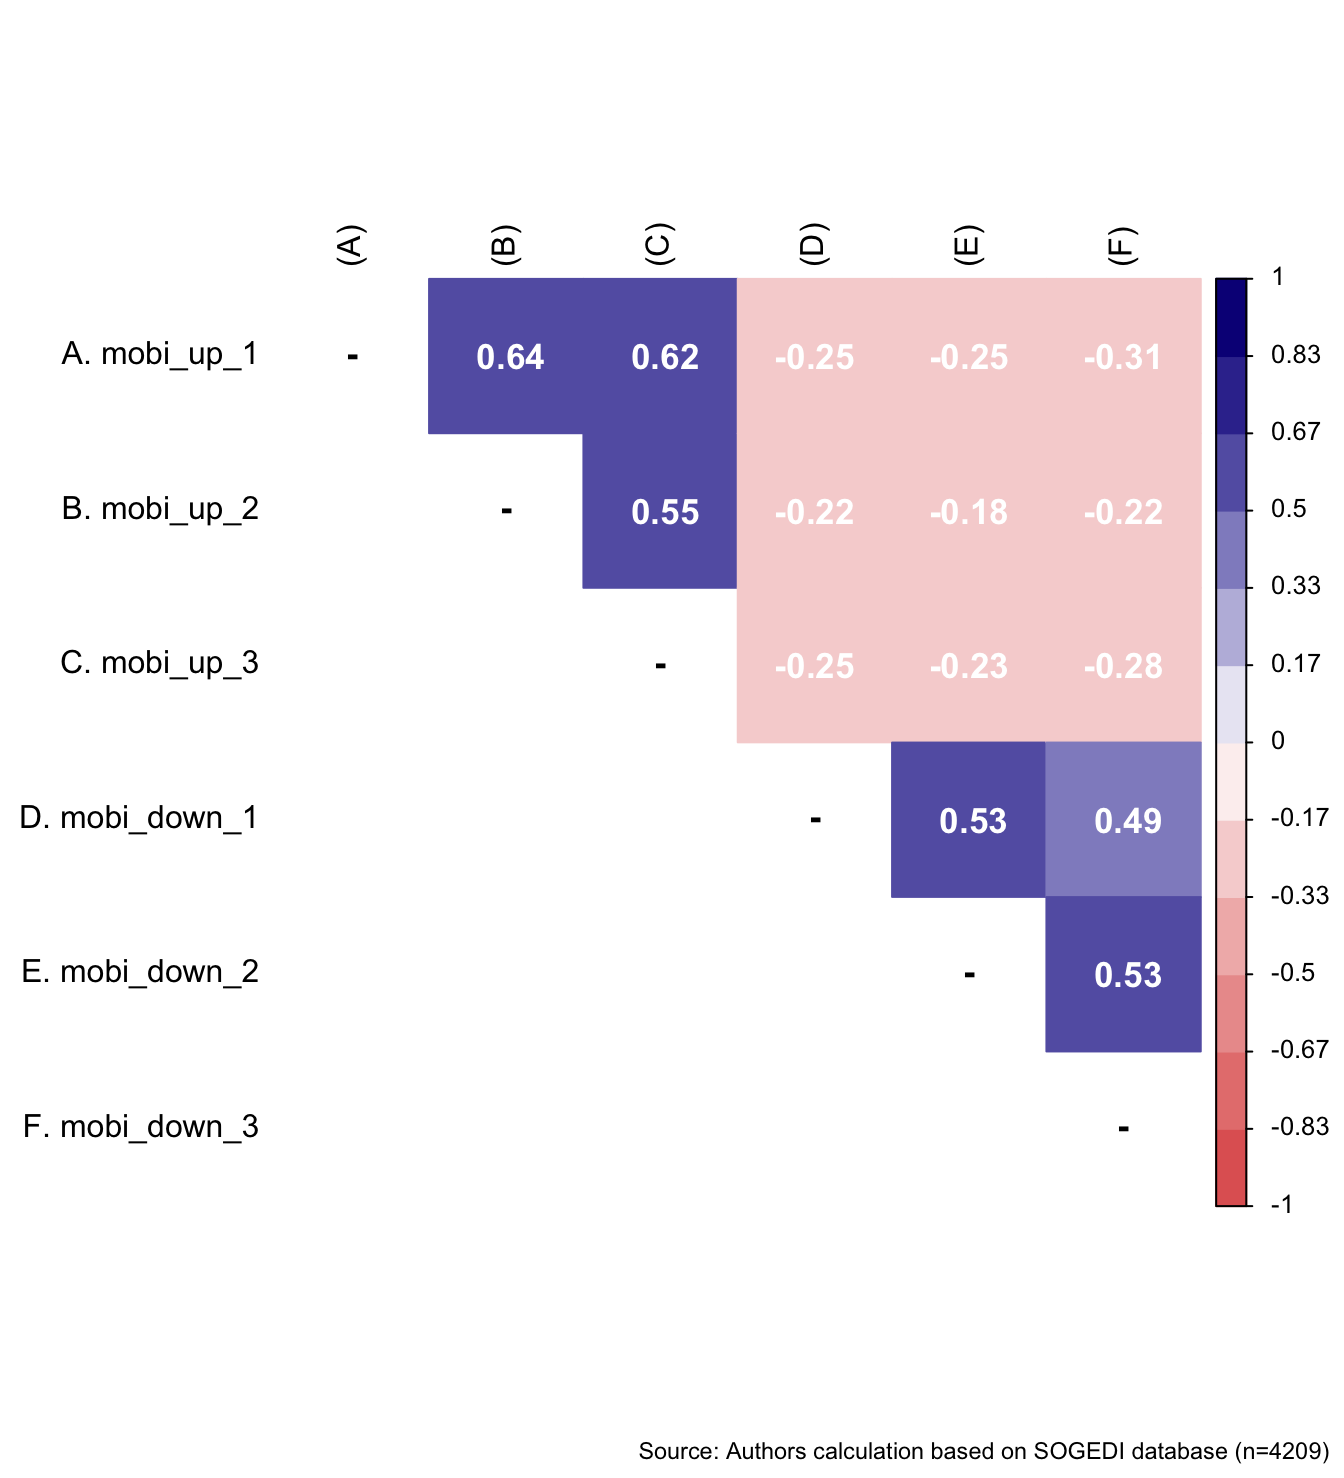 (A) (B) (C) (D) (E) (F)
A. mobi_up_1 - 0.64 0.62 -0.25 -0.25 -0.31
B. mobi_up_2 - 0.55 -0.22 -0.18 -0.22
C. mobi_up_3 - -0.25 -0.23 -0.28
D. mobi_down_1 - 0.53 0.49
E. mobi_down_2 - 0.53
F. mobi_down_3 -
1
0.83
0.67
0.5
0.33
0.17
0
-0.17
-0.33
-0.5
-0.67
-0.83
-1
Source: Authors calculation based on SOGEDI database (n=4209)